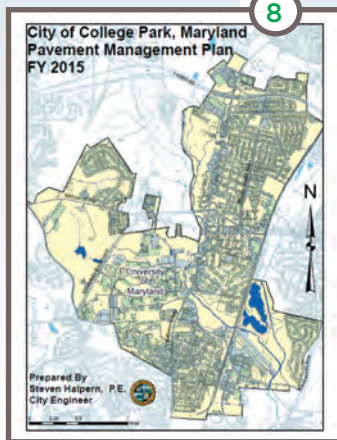 8
City of College Park, Maryland
Pavement Management Plan
FY 2015
N
University
of
Maryland
Prepared By
Steven Halpern, P.E.
City Engineer